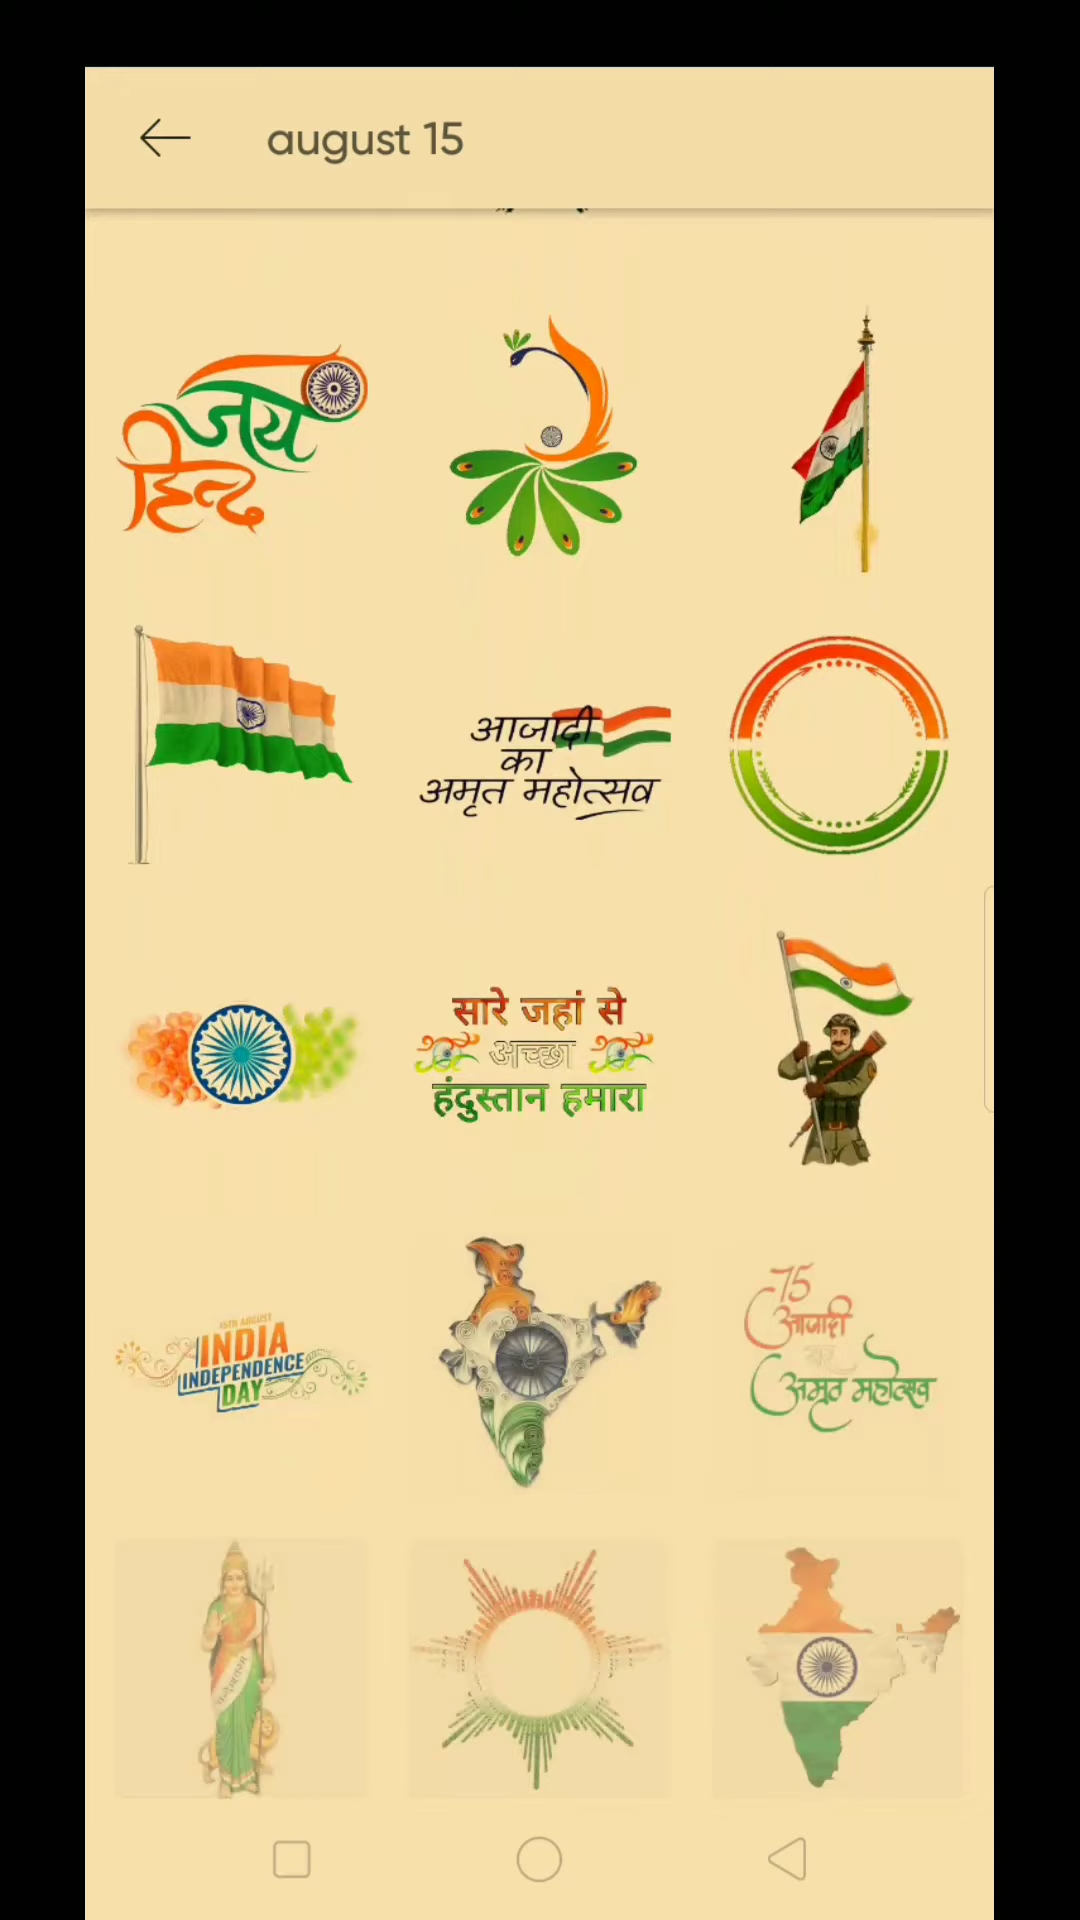 august 15
जय
हिन्द
आजादी
का
अमृत महोत्सव
सारे जहां से
अच्छा
हंदुस्तान हमारा
15TH AUGUST
INDIA
INDEPENDENCE
DAY
75
आजादी
का
अमृत महोत्सव